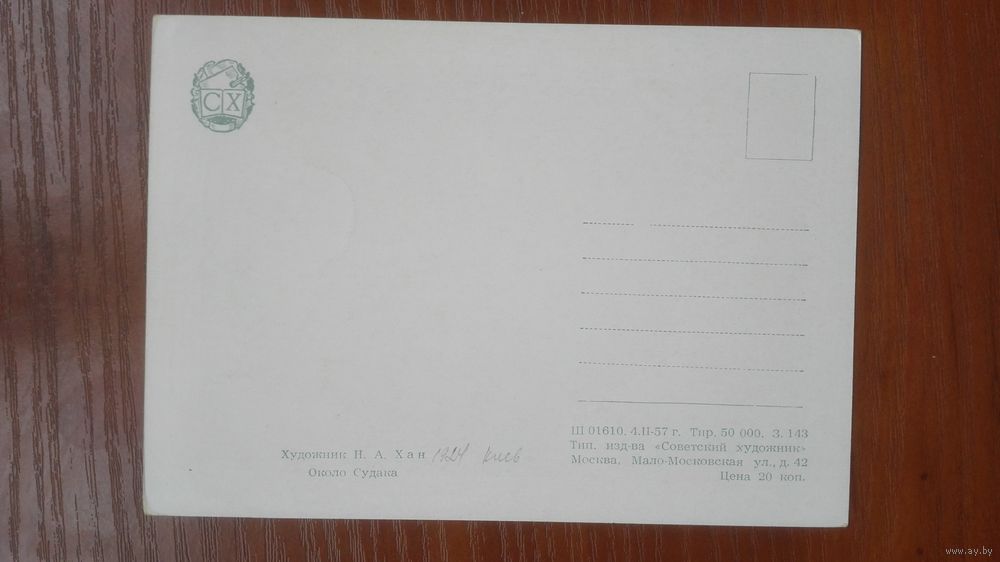 СХ
Художник Н. А. Хан 1924 Киев
Около Судака
Ш 01610. 4.II-57 г. Тир. 50 000. З. 143
Тип. изд-ва «Советский художник»
Москва, Мало-Московская ул., д. 42
Цена 20 коп.
www.ay.by